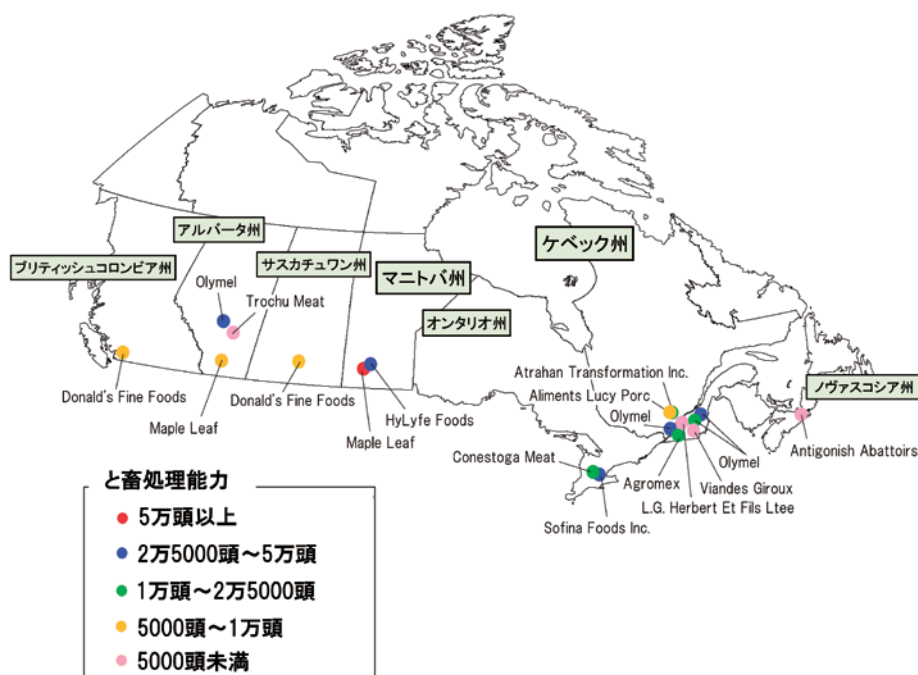 アルバータ州
ケベック州
ブリティッシュコロンビア州
サスカチュワン州
マニトバ州
Olymel
Trochu Meat
オンタリオ州
Donald's Fine Foods
Maple Leaf
Donald's Fine Foods
HyLyfe Foods
Maple Leaf
Atrahan Transformation Inc.
Aliments Lucy Porc
Olymel
ノヴァスコシア州
Conestoga Meat
Agromex
Olymel
Antigonish Abattoirs
Viandes Giroux
L.G. Herbert Et Fils Ltee
Sofina Foods Inc.
と畜処理能力
5万頭以上
2万5000頭～5万頭
1万頭～2万5000頭
5000頭～1万頭
5000頭未満